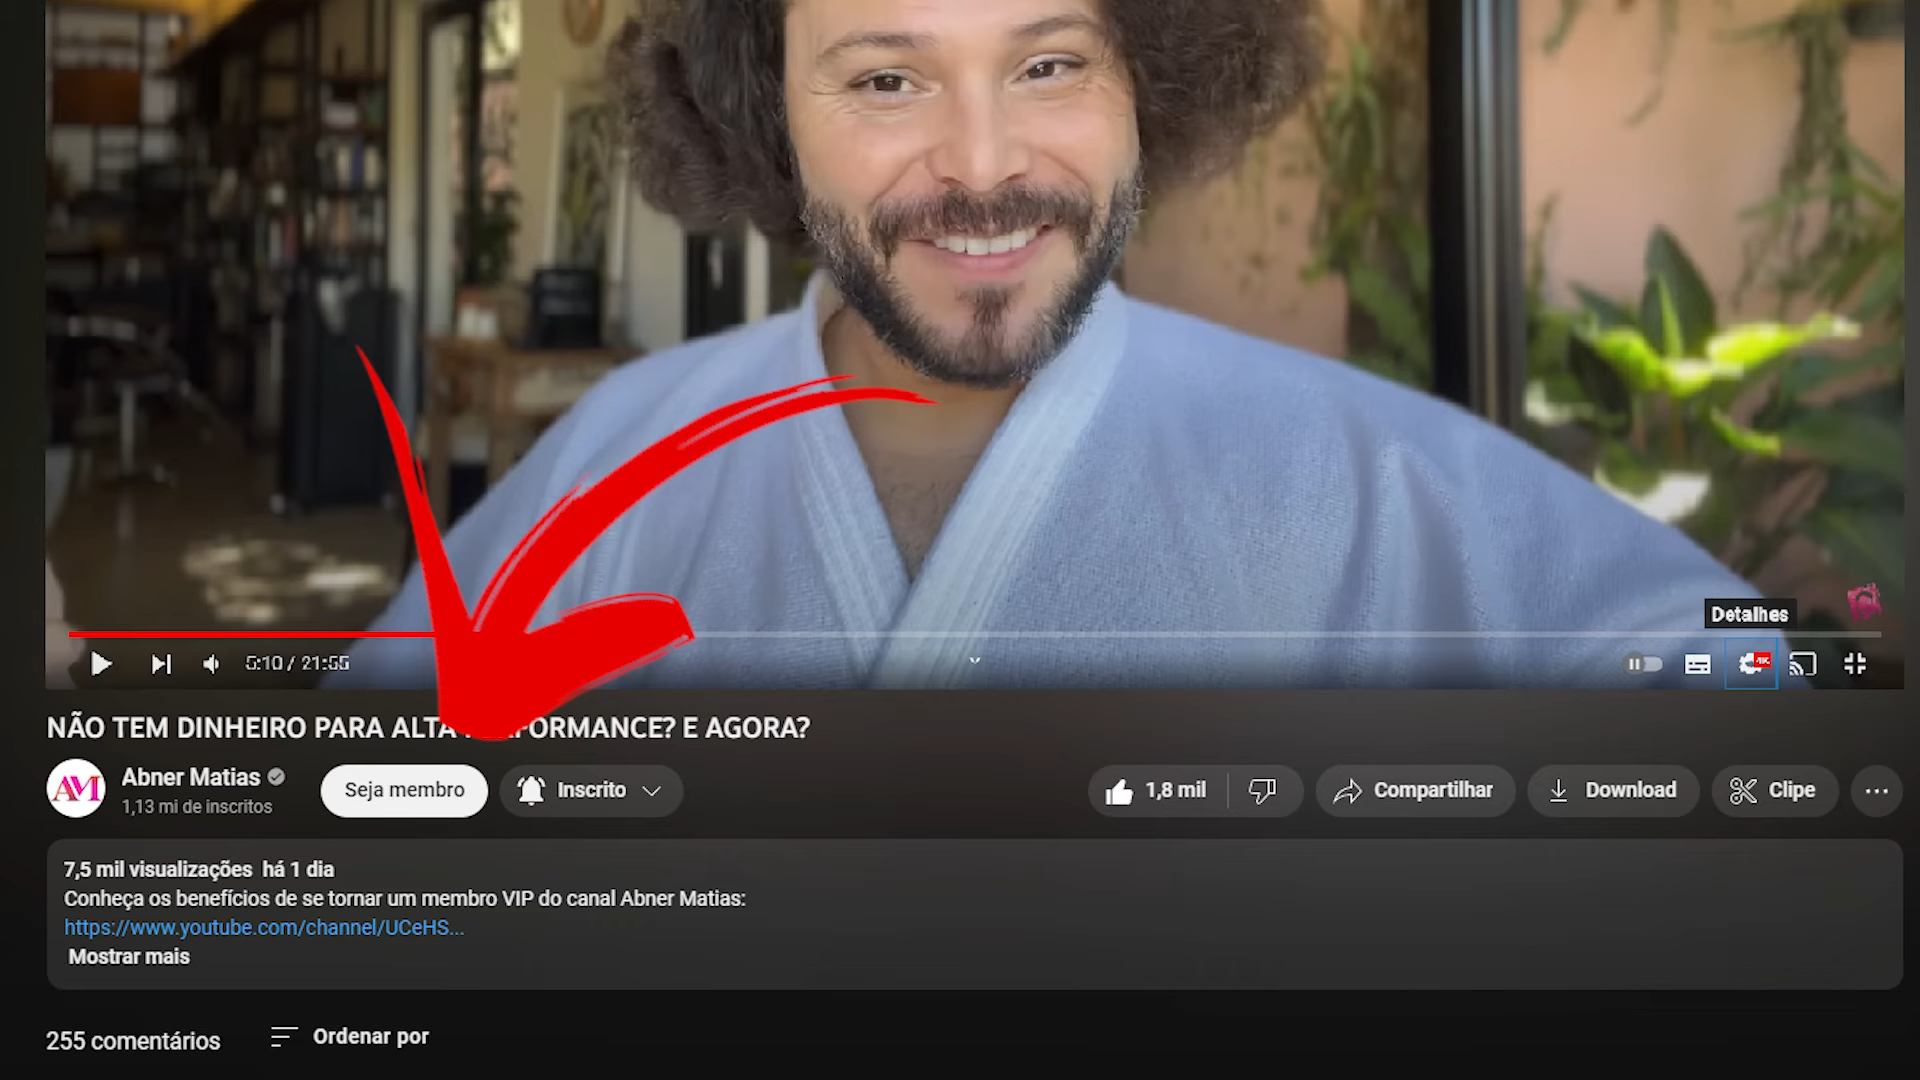 Detalhes
5:10 / 21:55
4K
NÃO TEM DINHEIRO PARA ALTA E AGORA?
AM
Abner Matias
1,13 mi de inscritos
Seja membro
Inscrito
1,8 mil
Compartilhar
Download
Clipe
7,5 mil visualizações há 1 dia
Conheça os benefícios de se tornar um membro VIP do canal Abner Matias:
https://www.youtube.com/channel/UCeHS...
Mostrar mais
255 comentários
Ordenar por